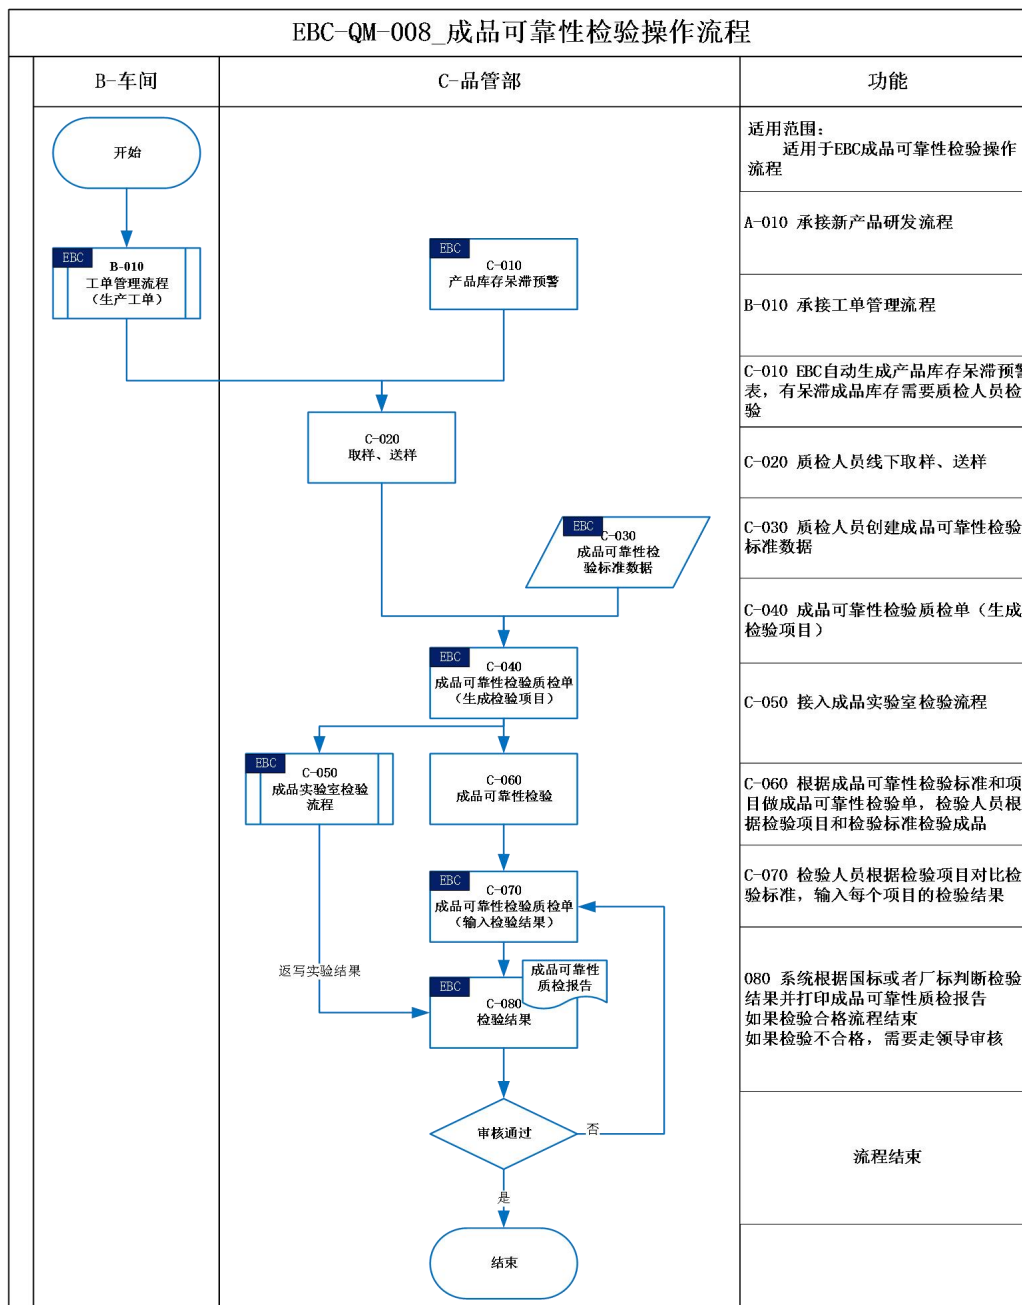 EBC-QM-008_成品可靠性检验操作流程
B-车间
C-品管部
功能
开始
EBC
B-010
工单管理流程
（生产工单）
EBC
C-010
产品库存呆滞预警
C-020
取样、送样
EBC
C-030
成品可靠性检
验标准数据
EBC
C-040
成品可靠性检验质检单
（生成检验项目）
EBC
C-050
成品实验室检验
流程
C-060
成品可靠性检验
EBC
C-070
成品可靠性检验质检单
（输入检验结果）
返写实验结果
成品可靠性
质检报告
EBC
C-080
检验结果
审核通过
否
是
结束
适用范围：
适用于EBC成品可靠性检验操作
流程
A-010 承接新产品研发流程
B-010 承接工单管理流程
C-010 EBC自动生成产品库存呆滞预警
表，有呆滞成品库存需要质检人员检
验
C-020 质检人员线下取样、送样
C-030 质检人员创建成品可靠性检验
标准数据
C-040 成品可靠性检验质检单（生成
检验项目）
C-050 接入成品实验室检验流程
C-060 根据成品可靠性检验标准和项
目做成品可靠性检验单，检验人员根
据检验项目和检验标准检验成品
C-070 检验人员根据检验项目对比检
验标准，输入每个项目的检验结果
080 系统根据国标或者厂标判断检验
结果并打印成品可靠性质检报告
如果检验合格流程结束
如果检验不合格，需要走领导审核
流程结束